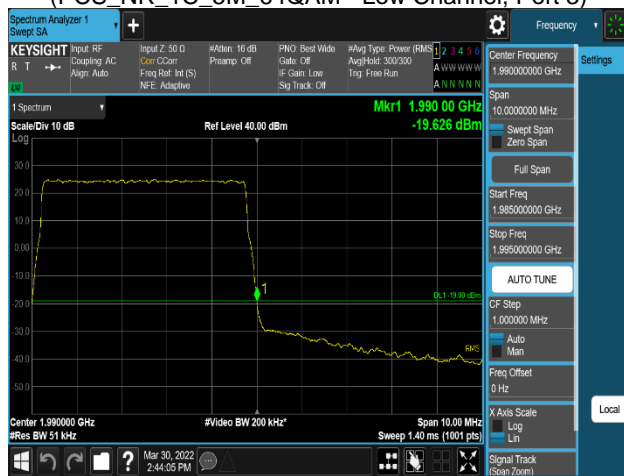 (PCS_NR_1C_5M_64QAM - Low Channel, Port 3)
Spectrum Analyzer 1
Swept SA
+
Frequency
KEYSIGHT
R T
Input: RF
Coupling: AC
Align: Auto
Input Z: 50 Ω
Corr CCorr
Freq Ref: Int (S)
NFE: Adaptive
#Atten: 16 dB
Preamp: Off
PNO: Best Wide
Gate: Off
IF Gain: Low
Sig Track: Off
#Avg Type: Power (RMS
Avg|Hold: 300/300
Trig: Free Run
1 2 3 4 5 6
A W W W W W
A N N N N N
1 Spectrum
Scale/Div 10 dB
Log
Ref Level 40.00 dBm
Mkr1 1.990 00 GHz
-19.626 dBm
30.0
20.0
10.0
0.00
-10.0
-20.0
-30.0
-40.0
-50.0
1
RMS
Center 1.990000 GHz
#Res BW 51 kHz
#Video BW 200 kHz*
Span 10.00 MHz
Sweep 1.40 ms (1001 pts)
Center Frequency
1.990000000 GHz
Settings
Span
10.0000000 MHz
Swept Span
Zero Span
Full Span
Start Freq
1.985000000 GHz
Stop Freq
1.995000000 GHz
AUTO TUNE
CF Step
1.000000 MHz
Auto
Man
Freq Offset
0 Hz
X Axis Scale
Log
Lin
Local
Signal Track
(Span Zoom)
?
Mar 30, 2022
2:44:05 PM